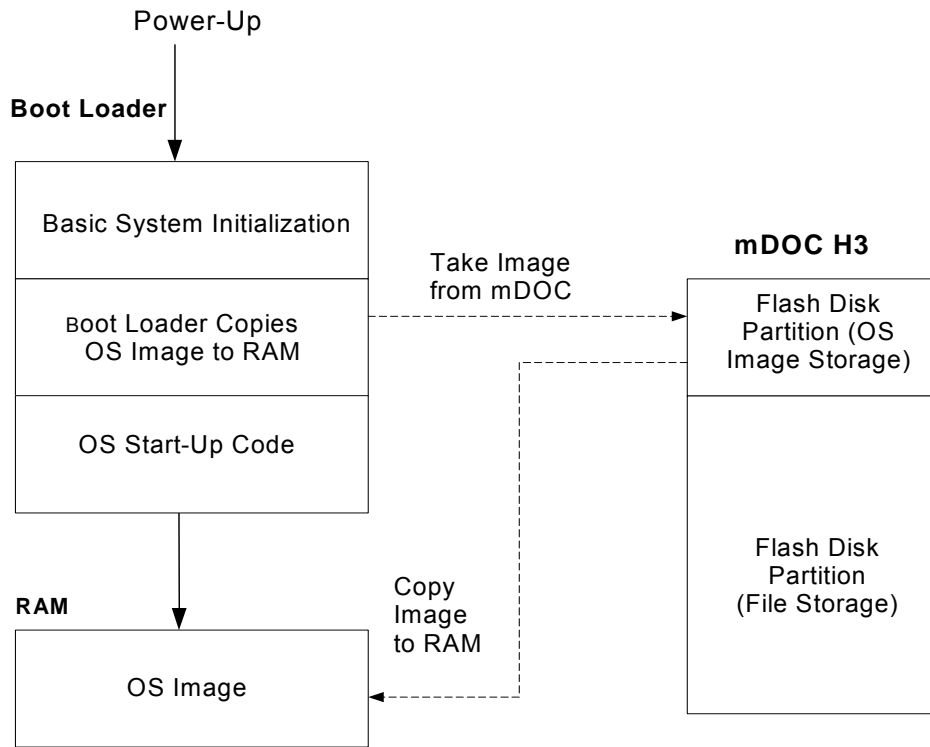 Power-Up
Boot Loader
Basic System Initialization
Boot Loader Copies
OS Image to RAM
OS Start-Up Code
Take Image
from mDOC
mDOC H3
Flash Disk
Partition (OS
Image Storage)
Flash Disk
Partition
(File Storage)
Copy
Image
to RAM
RAM
OS Image